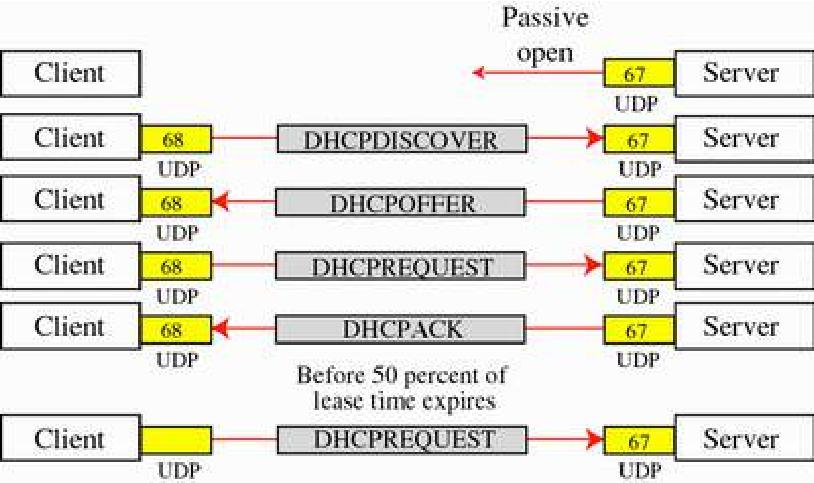 Passive
open
Client 67 Server
UDP
Client 68 DHCPDISCOVER 67 Server
UDP UDP
Client 68 DHCPOFFER 67 Server
UDP UDP
Client 68 DHCPREQUEST 67 Server
UDP UDP
Client 68 DHCPACK 67 Server
UDP UDP
Before 50 percent of
lease time expires
Client DHCPREQUEST 67 Server
UDP UDP